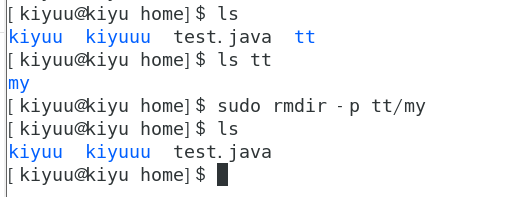 [kiyuu@kiyu home]$ ls
kiyuu  kiyuuu  test.java  tt
[kiyuu@kiyu home]$ ls tt
my
[kiyuu@kiyu home]$ sudo rmdir -p tt/my
[kiyuu@kiyu home]$ ls
kiyuu  kiyuuu  test.java
[kiyuu@kiyu home]$